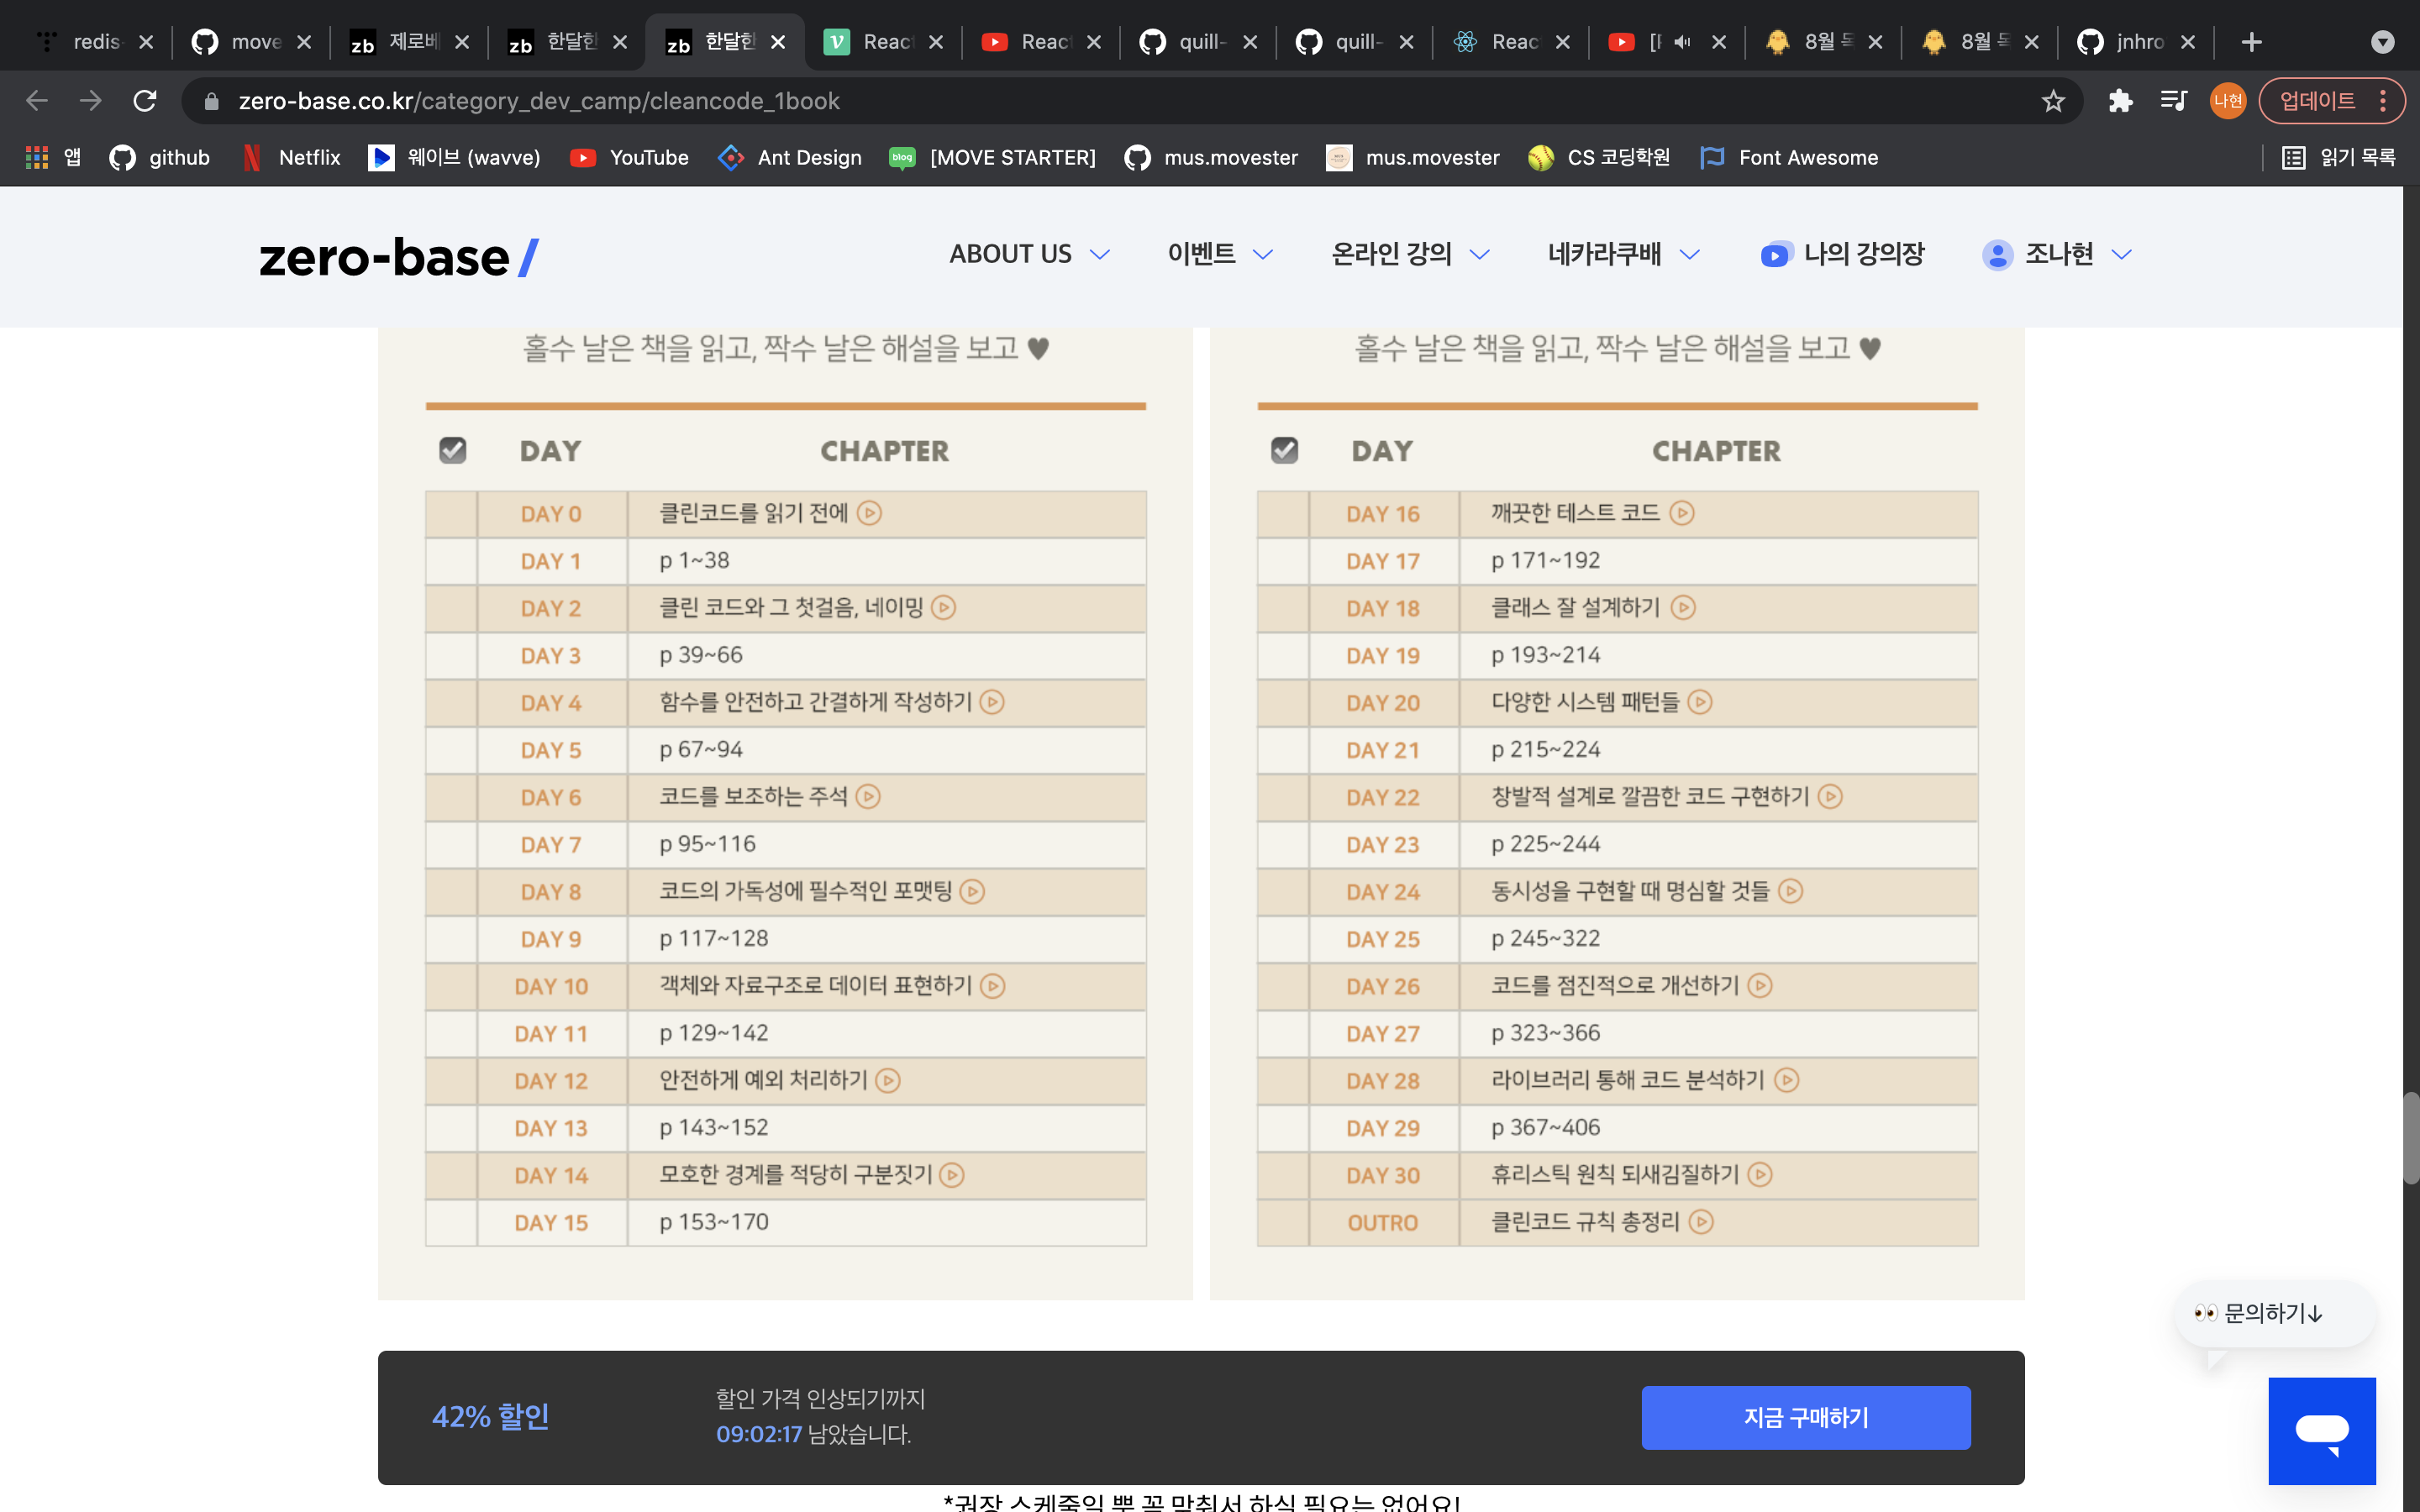 redis-
move
제로베
한달한
한달한
React
React
quill-
quill-
React
8월 목
8월 목
jnhro
zero-base.co.kr/category_dev_camp/cleancode_1book
나현
업데이트
앱
github
Netflix
웨이브 (wavve)
YouTube
Ant Design
[MOVE STARTER]
mus.movester
mus.movester
CS 코딩학원
Font Awesome
읽기 목록
zero-base/
ABOUT US
이벤트
온라인 강의
네카라쿠배
나의 강의장
조나현
홀수 날은 책을 읽고, 짝수 날은 해설을 보고 ♥
DAY CHAPTER
DAY 0 클린코드를 읽기 전에
DAY 1 p 1~38
DAY 2 클린 코드와 그 첫걸음, 네이밍
DAY 3 p 39~66
DAY 4 함수를 안전하고 간결하게 작성하기
DAY 5 p 67~94
DAY 6 코드를 보조하는 주석
DAY 7 p 95~116
DAY 8 코드의 가독성에 필수적인 포맷팅
DAY 9 p 117~128
DAY 10 객체와 자료구조로 데이터 표현하기
DAY 11 p 129~142
DAY 12 안전하게 예외 처리하기
DAY 13 p 143~152
DAY 14 모호한 경계를 적당히 구분짓기
DAY 15 p 153~170
홀수 날은 책을 읽고, 짝수 날은 해설을 보고 ♥
DAY CHAPTER
DAY 16 깨끗한 테스트 코드
DAY 17 p 171~192
DAY 18 클래스 잘 설계하기
DAY 19 p 193~214
DAY 20 다양한 시스템 패턴들
DAY 21 p 215~224
DAY 22 창발적 설계로 깔끔한 코드 구현하기
DAY 23 p 225~244
DAY 24 동시성을 구현할 때 명심할 것들
DAY 25 p 245~322
DAY 26 코드를 점진적으로 개선하기
DAY 27 p 323~366
DAY 28 라이브러리 통해 코드 분석하기
DAY 29 p 367~406
DAY 30 휴리스틱 원칙 되새김질하기
OUTRO 클린코드 규칙 총정리
👀 문의하기↓
42% 할인
할인 가격 인상되기까지
09:02:17 남았습니다.
지금 구매하기
*권장 스케줄일 뿐 꼭 맞춰서 하실 필요는 없어요!